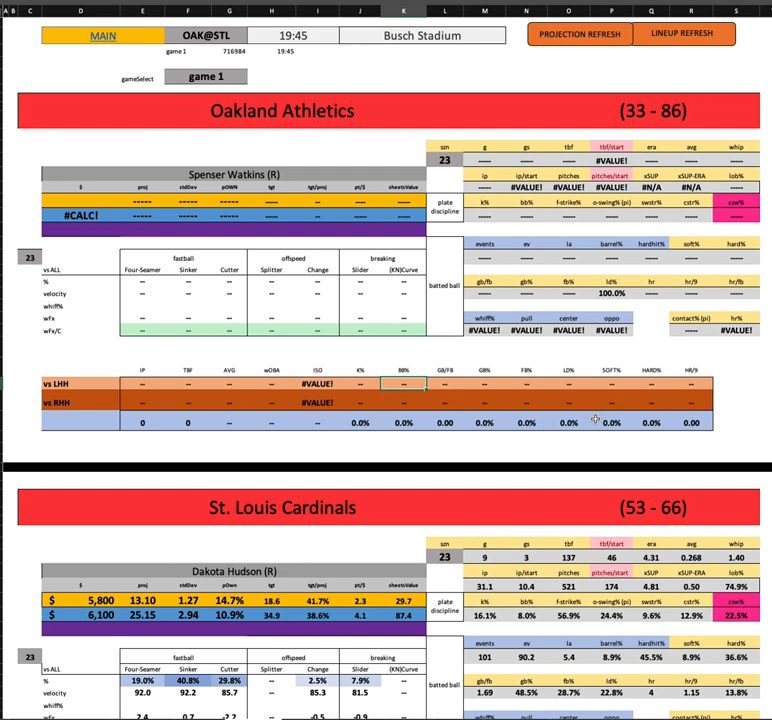 A B C D E F G H I J K L M N O P Q R S
MAIN OAK@STL 19:45 Busch Stadium PROJECTION REFRESH LINEUP REFRESH
game 1 716984 19:45
gameSelect game 1
Oakland Athletics (33 - 86)
szn g gs tbf tbf/start era avg whip
23 ----- ----- ----- #VALUE! ----- ----- -----
Spenser Watkins (R) ip ip/start pitches pitches/start xSUP xSUP-ERA lob%
$ proj stdDev pOWN tgt tgt/proj pt/$ sheetsValue ----- #VALUE! #VALUE! #VALUE! #N/A #N/A -----
----- ----- ----- ----- ---- --- ---- plate discipline k% bb% f-strike% o-swing% (pi) swstr% cstr% csw%
#CALC! ----- ----- ----- ----- ---- ---- ---- ----- ----- ----- ----- ----- ----- -----
23 fastball offspeed breaking batted ball events ev la barrel% hardhit% soft% hard%
vs ALL Four-Seamer Sinker Cutter Splitter Change Slider (KN)Curve ----- ----- ----- ----- ----- ----- -----
% -- -- -- -- -- -- -- gb/fb gb% fb% ld% hr hr/9 hr/fb
velocity -- -- -- -- -- -- -- ----- ----- ----- 100.0% ----- ----- -----
whiff%
wFx -- -- -- -- -- -- -- whiff% pull center oppo contact% (pi) hr%
wFx/C -- -- -- -- -- -- -- #VALUE! #VALUE! #VALUE! #VALUE! ----- #VALUE!
IP TBF AVG wOBA ISO K% BB% GB/FB GB% FB% LD% SOFT% HARD% HR/9
vs LHH -- -- -- -- #VALUE! -- -- -- -- -- -- -- -- --
vs RHH -- -- -- -- #VALUE! -- -- -- -- -- -- -- -- --
0 0 -- -- -- 0.0% 0.0% 0.00 0.0% 0.0% 0.0% 0.0% 0.0% 0.00
St. Louis Cardinals (53 - 66)
szn g gs tbf tbf/start era avg whip
23 9 3 137 46 4.31 0.268 1.40
Dakota Hudson (R) ip ip/start pitches pitches/start xSUP xSUP-ERA lob%
$ proj stdDev pOwn tgt tgt/proj pt/$ sheetsValue 31.1 10.4 521 174 4.81 0.50 74.9%
$ 5,800 13.10 1.27 14.7% 18.6 41.7% 2.3 29.7 plate discipline k% bb% f-strike% o-swing% (pi) swstr% cstr% csw%
$ 6,100 25.15 2.94 10.9% 34.9 38.6% 4.1 87.4 16.1% 8.0% 56.9% 24.4% 9.6% 12.9% 22.5%
23 fastball offspeed breaking batted ball events ev la barrel% hardhit% soft% hard%
vs ALL Four-Seamer Sinker Cutter Splitter Change Slider (KN)Curve 101 90.2 5.4 8.9% 45.5% 8.9% 36.6%
% 19.0% 40.8% 29.8% -- 2.5% 7.9% -- gb/fb gb% fb% ld% hr hr/9 hr/fb
velocity 92.0 92.2 85.7 -- 85.3 81.5 -- 1.69 48.5% 28.7% 22.8% 4 1.15 13.8%
whiff%
wFx 2.4 0.7 -2.2 -- -0.5 -0.9 -- whiff% pull center oppo contact% (pi) hr%